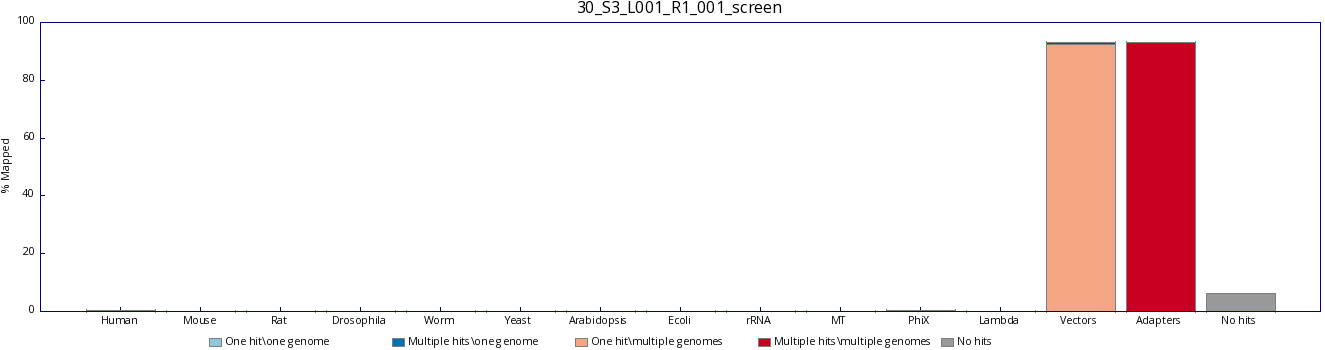 30_S3_L001_R1_001_screen
100
80
60
40
20
0
% Mapped
Human Mouse Rat Drosophila Worm Yeast Arabidopsis Ecoli rRNA MT PhiX Lambda Vectors Adapters No hits
One hit\one genome Multiple hits\one genome One hit\multiple genomes Multiple hits\multiple genomes No hits